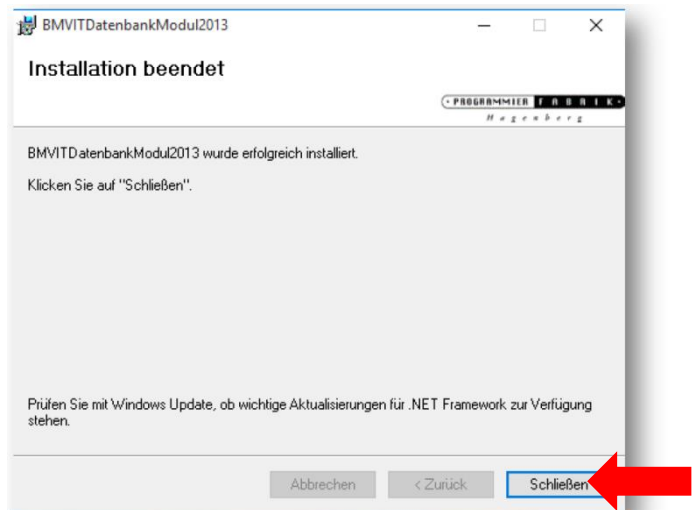 BMVITDatenbankModul2013
Installation beendet
PROGRAMMIER FABRIK
Hagenberg
BMVITDatenbankModul2013 wurde erfolgreich installiert.
Klicken Sie auf "Schließen".
Prüfen Sie mit Windows Update, ob wichtige Aktualisierungen für .NET Framework zur Verfügung
stehen.
Abbrechen < Zurück Schließen